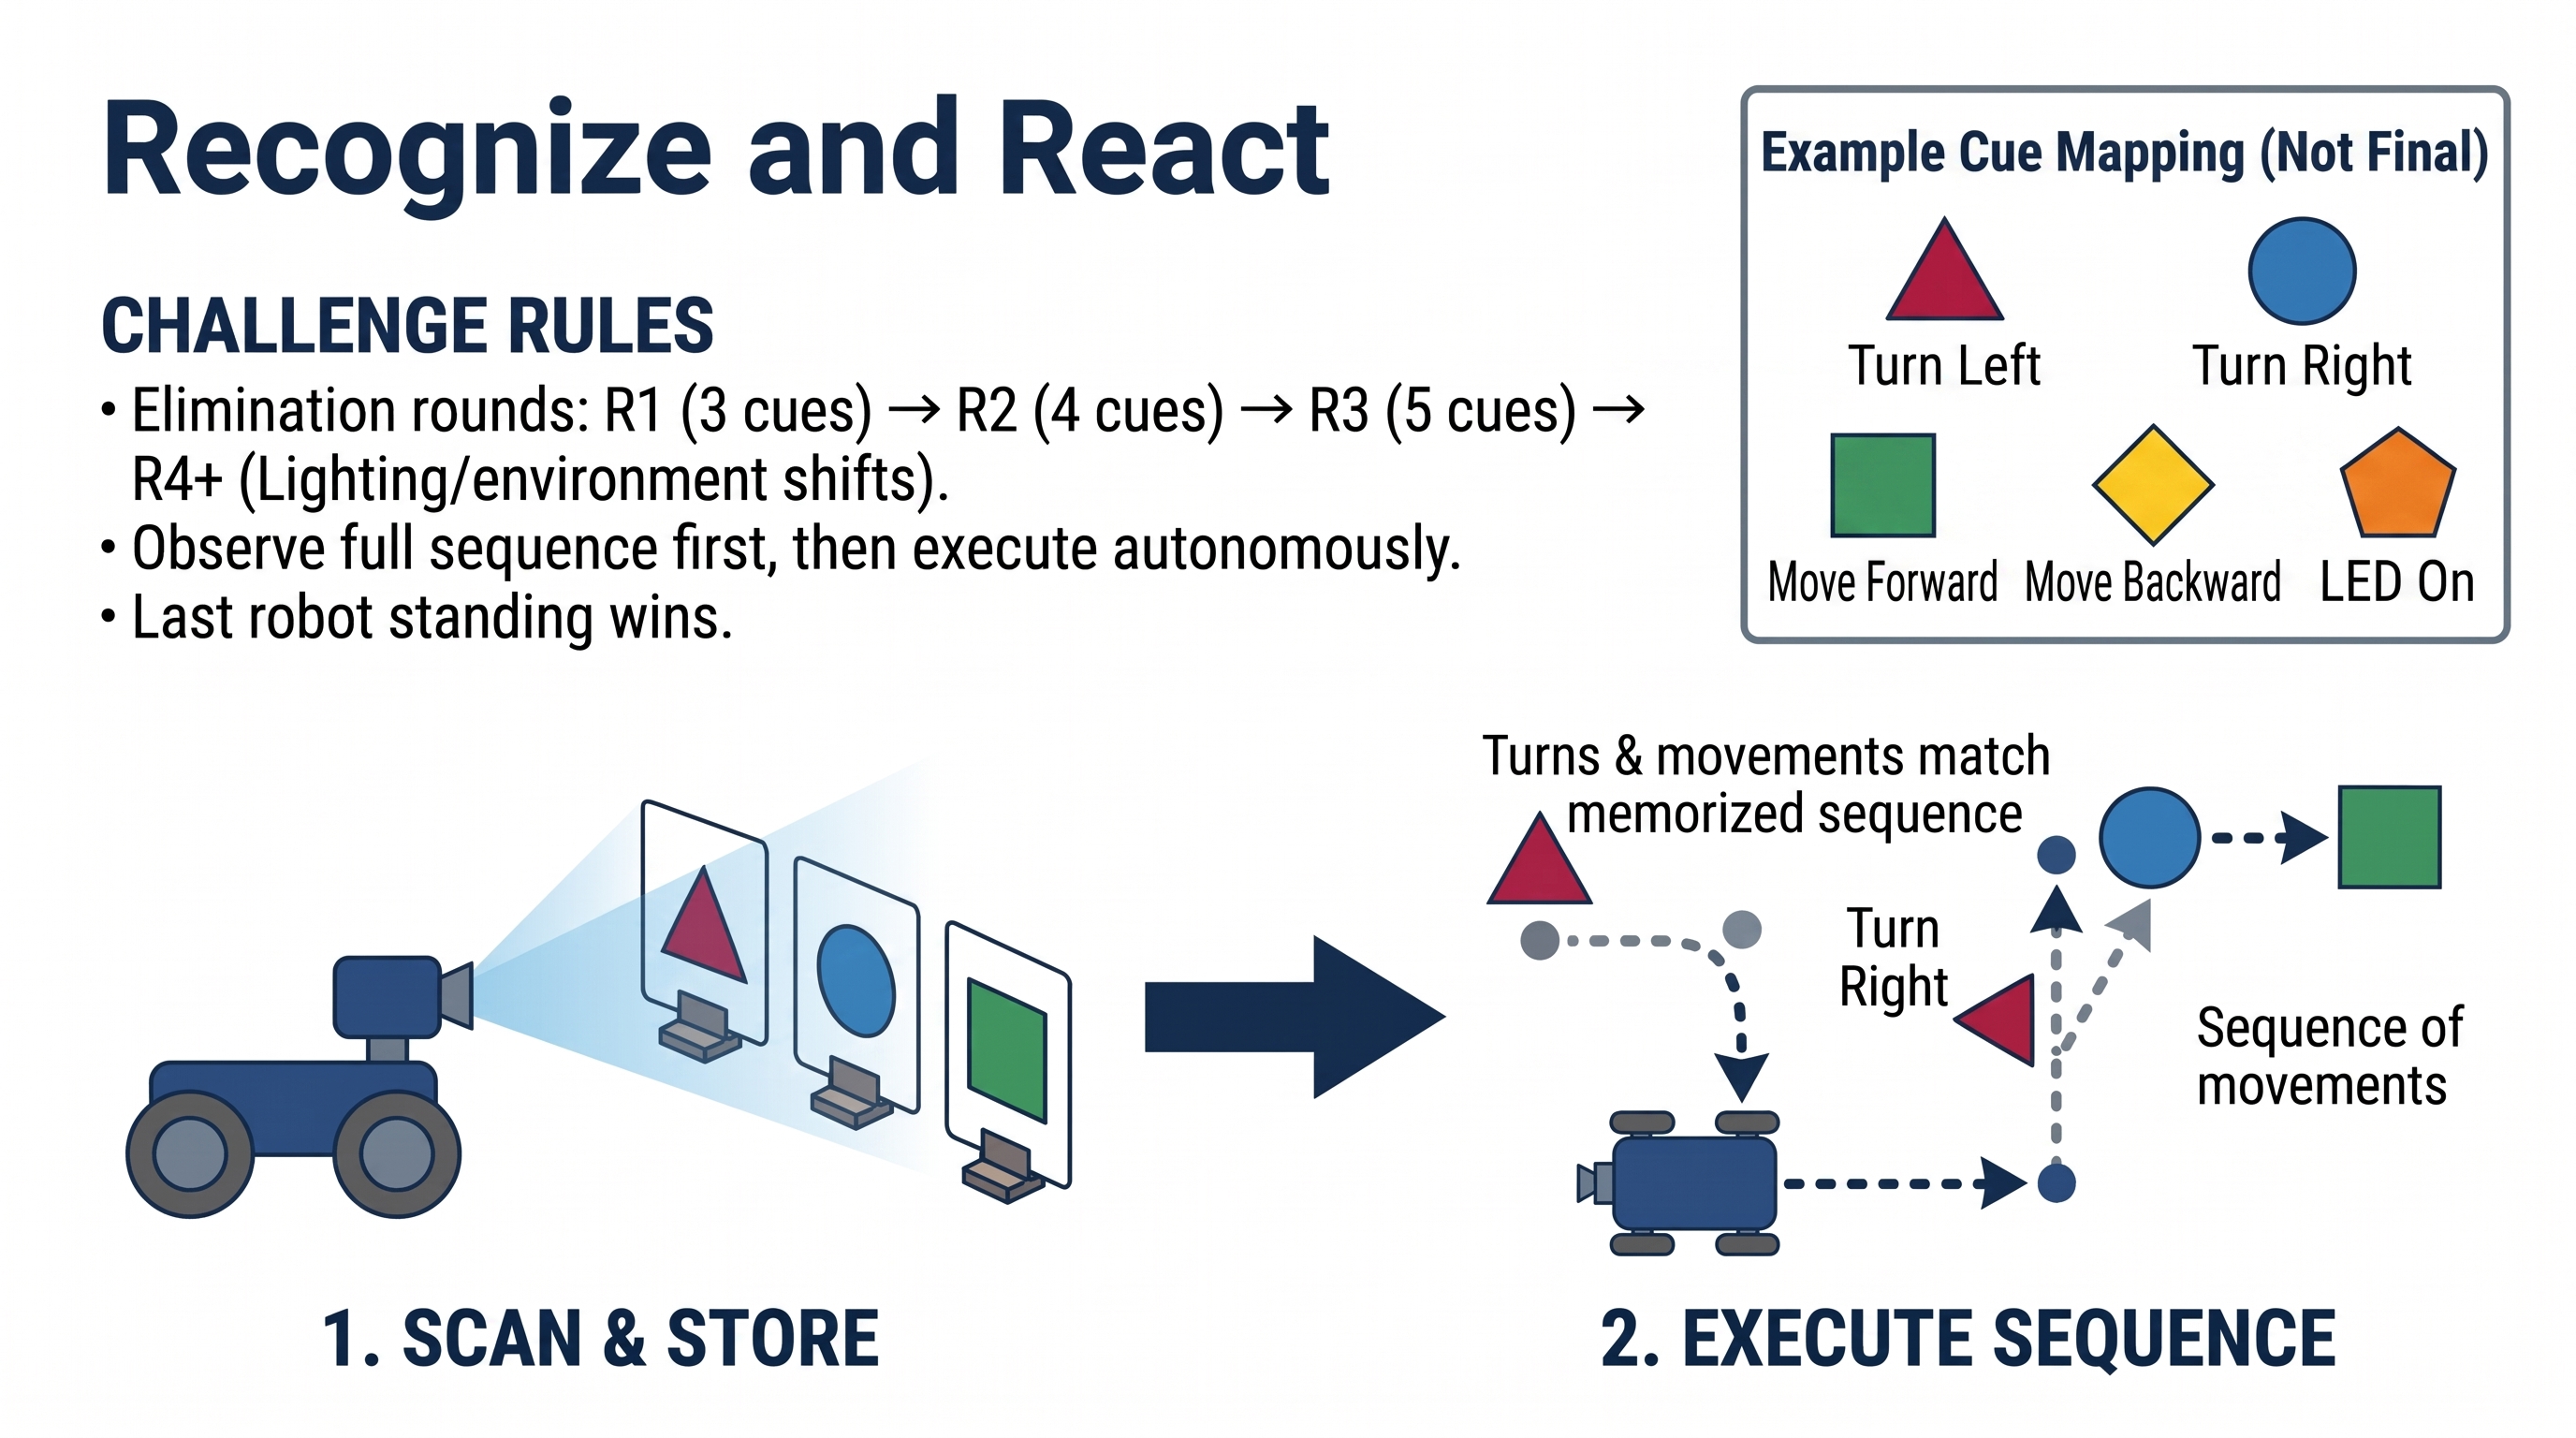 Recognize and React
CHALLENGE RULES
• Elimination rounds: R1 (3 cues) → R2 (4 cues) → R3 (5 cues) →
R4+ (Lighting/environment shifts).
• Observe full sequence first, then execute autonomously.
• Last robot standing wins.
Example Cue Mapping (Not Final)
Turn Left
Turn Right
Move Forward
Move Backward
LED On
1. SCAN & STORE
Turns & movements match
memorized sequence
Turn
Right
Sequence of
movements
2. EXECUTE SEQUENCE